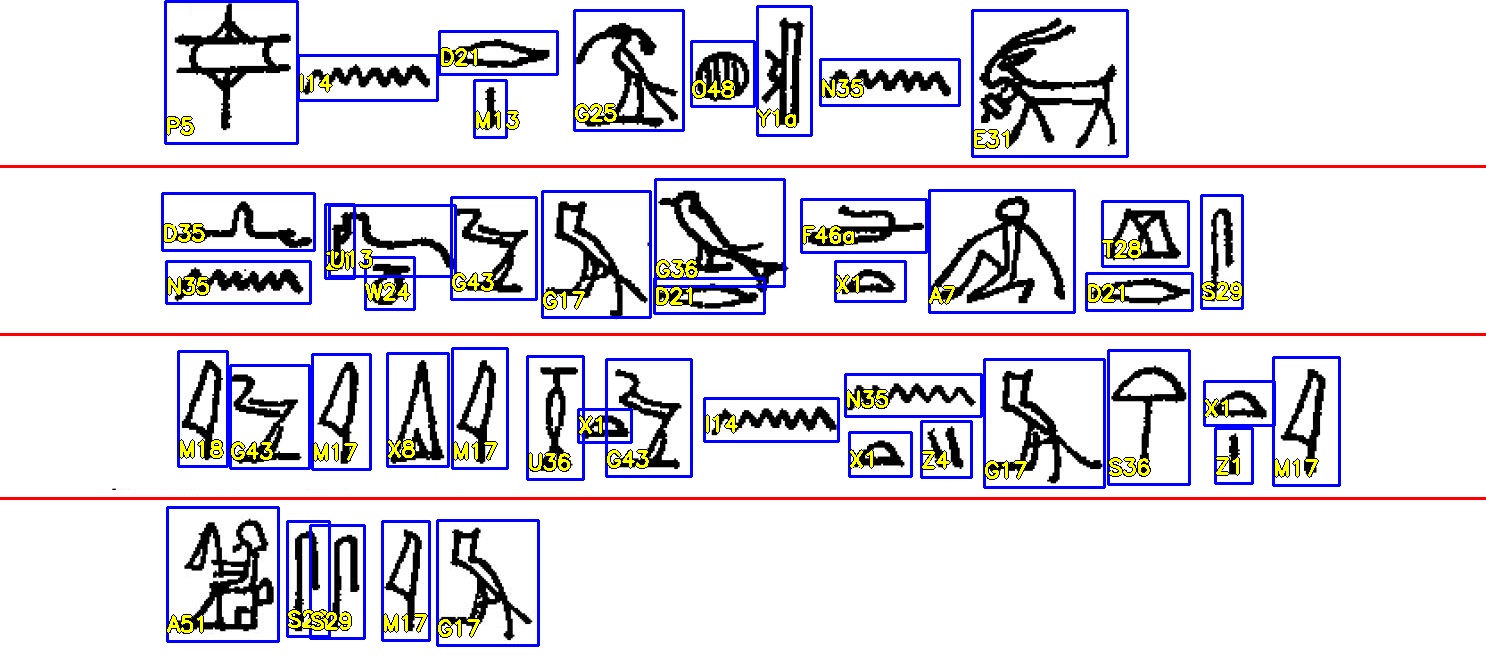 P5 I14 D21 M13 G25 O48 Y1a N35 E31
D35 N35 U13 W24 G43 G17 G36 D21 F46a X1 A7 T28 D21 S29
M18 G43 M17 X8 M17 U36 X1 G43 I14 N35 X1 Z4 G17 S36 X1 Z1 M17
A51 S29 M17 G17